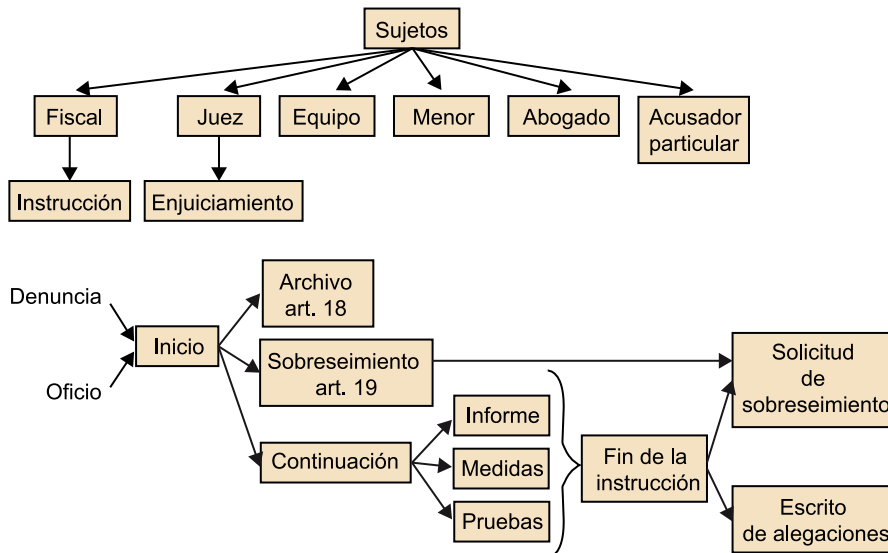 Sujetos
Fiscal
Juez
Equipo
Menor
Abogado
Acusador
particular
Instrucción
Enjuiciamiento
Denuncia
Oficio
Inicio
Archivo
art. 18
Sobreseimiento
art. 19
Continuación
Informe
Medidas
Pruebas
Fin de la
instrucción
Solicitud
de
sobreseimiento
Escrito
de alegaciones